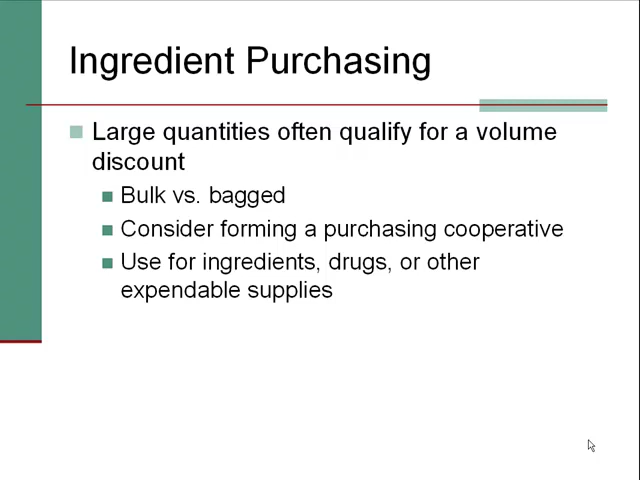 Ingredient Purchasing
Large quantities often qualify for a volume
discount
Bulk vs. bagged
Consider forming a purchasing cooperative
Use for ingredients, drugs, or other
expendable supplies